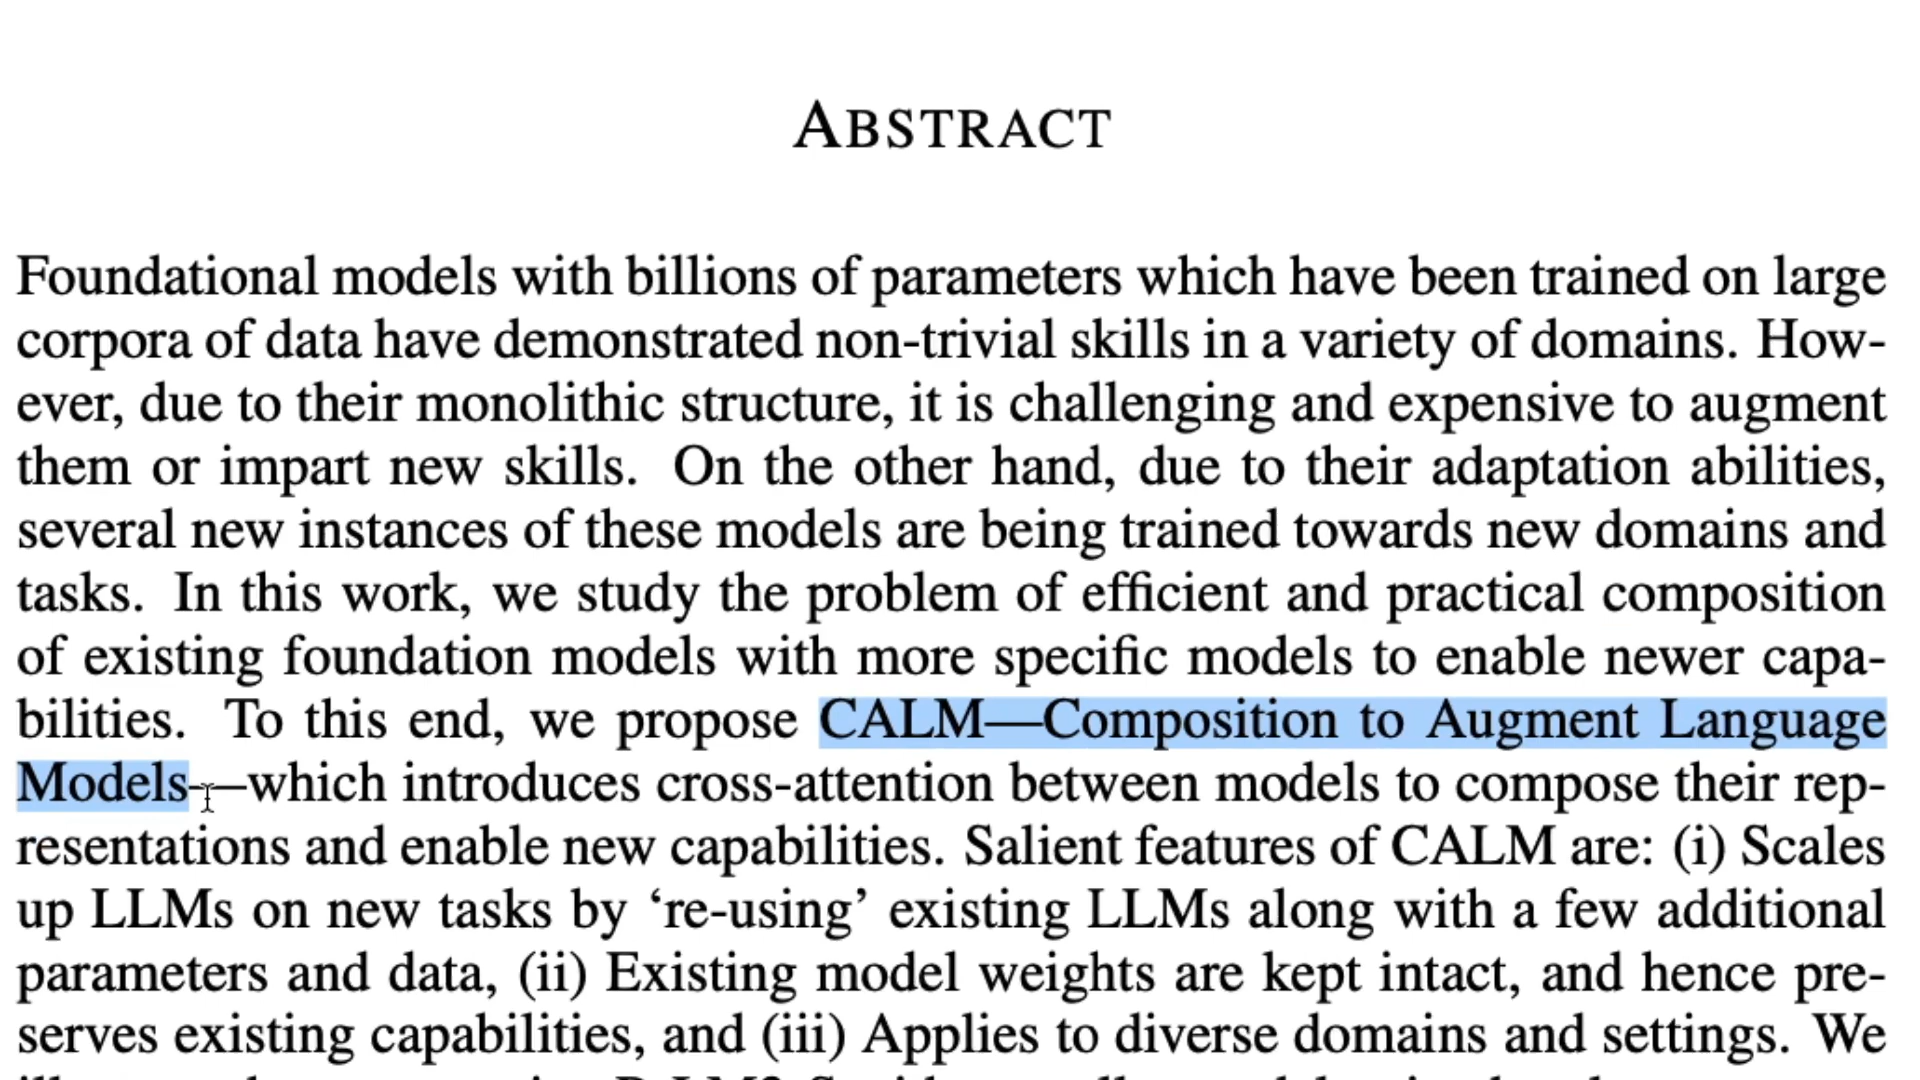 ABSTRACT
Foundational models with billions of parameters which have been trained on large
corpora of data have demonstrated non-trivial skills in a variety of domains. How-
ever, due to their monolithic structure, it is challenging and expensive to augment
them or impart new skills. On the other hand, due to their adaptation abilities,
several new instances of these models are being trained towards new domains and
tasks. In this work, we study the problem of efficient and practical composition
of existing foundation models with more specific models to enable newer capa-
bilities. To this end, we propose CALM—Composition to Augment Language
Models—which introduces cross-attention between models to compose their rep-
resentations and enable new capabilities. Salient features of CALM are: (i) Scales
up LLMs on new tasks by ‘re-using’ existing LLMs along with a few additional
parameters and data, (ii) Existing model weights are kept intact, and hence pre-
serves existing capabilities, and (iii) Applies to diverse domains and settings. We